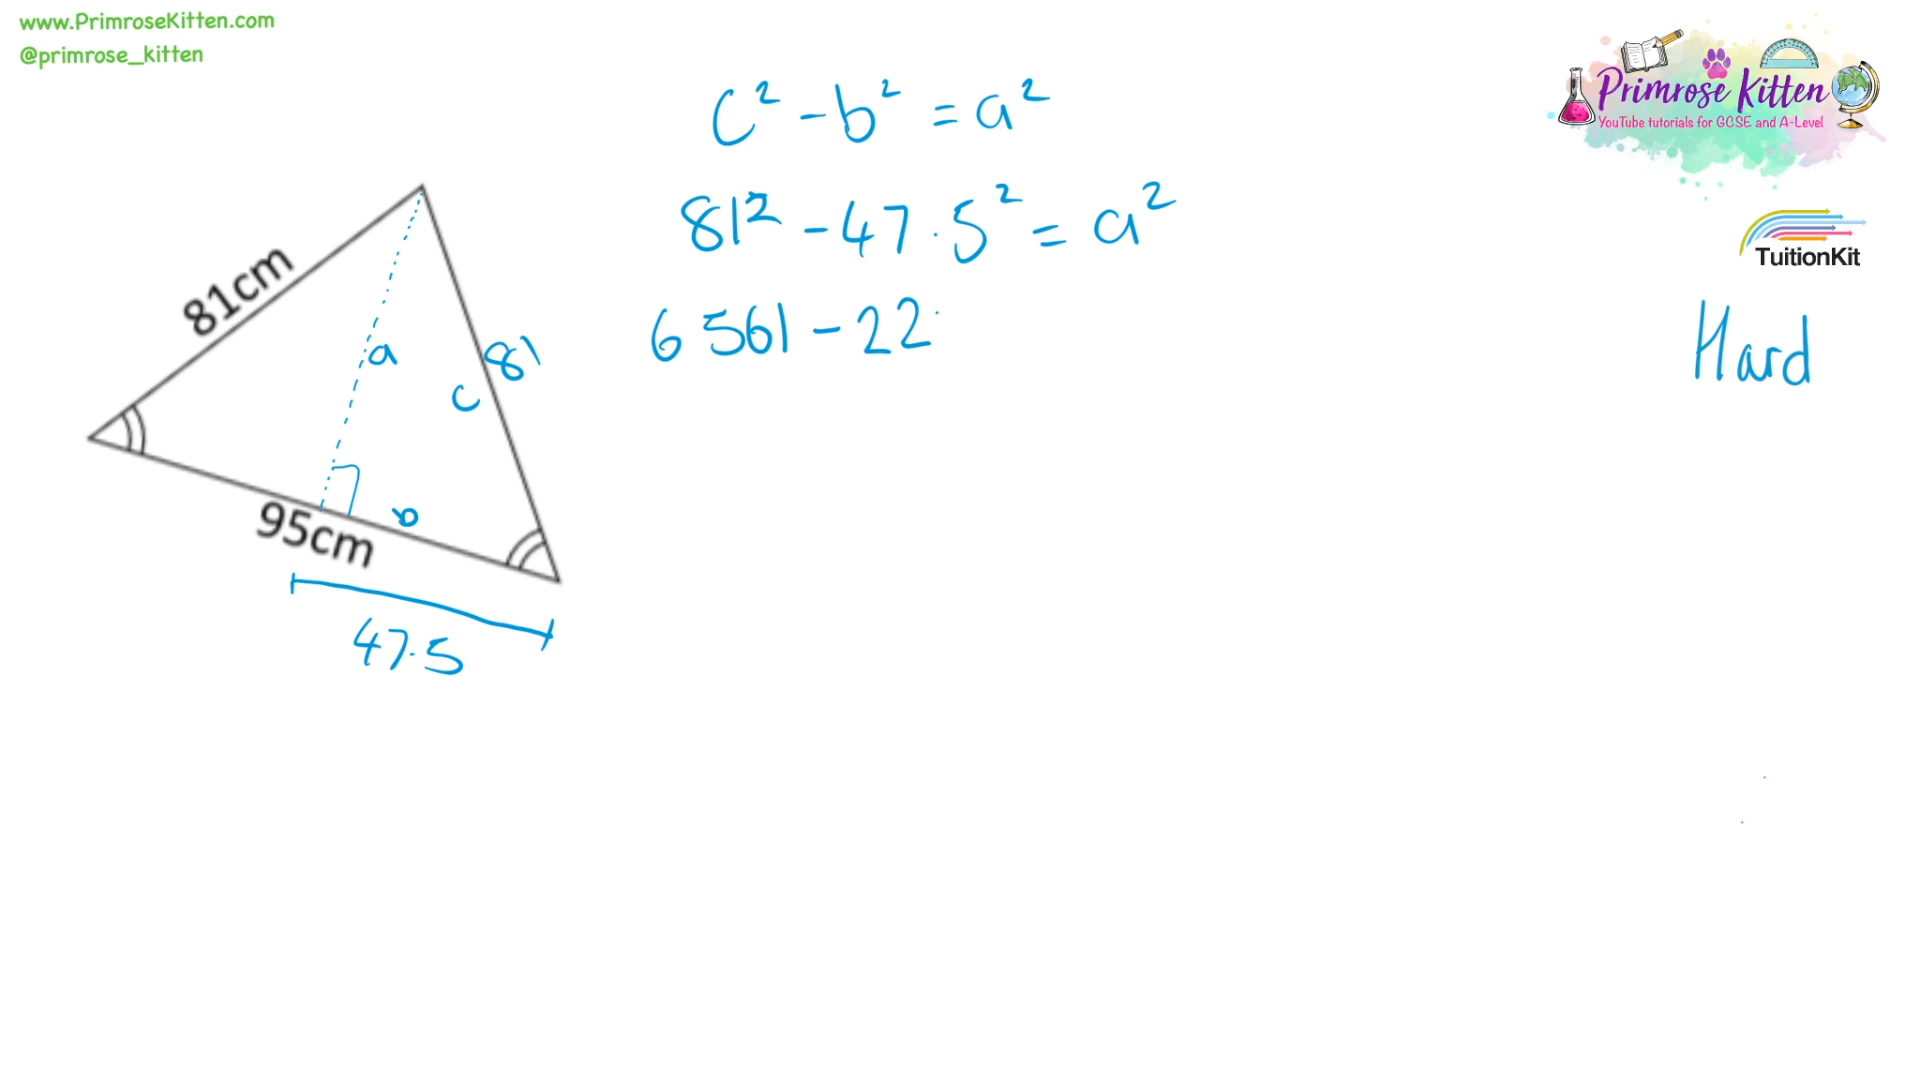 www.PrimroseKitten.com
@primrose_kitten
Primrose Kitten
YouTube tutorials for GCSE and A-Level
TuitionKit
Hard
c² - b² = a²
81² - 47.5² = a²
6561 - 22
81cm
a
81
c
b
95cm
47.5